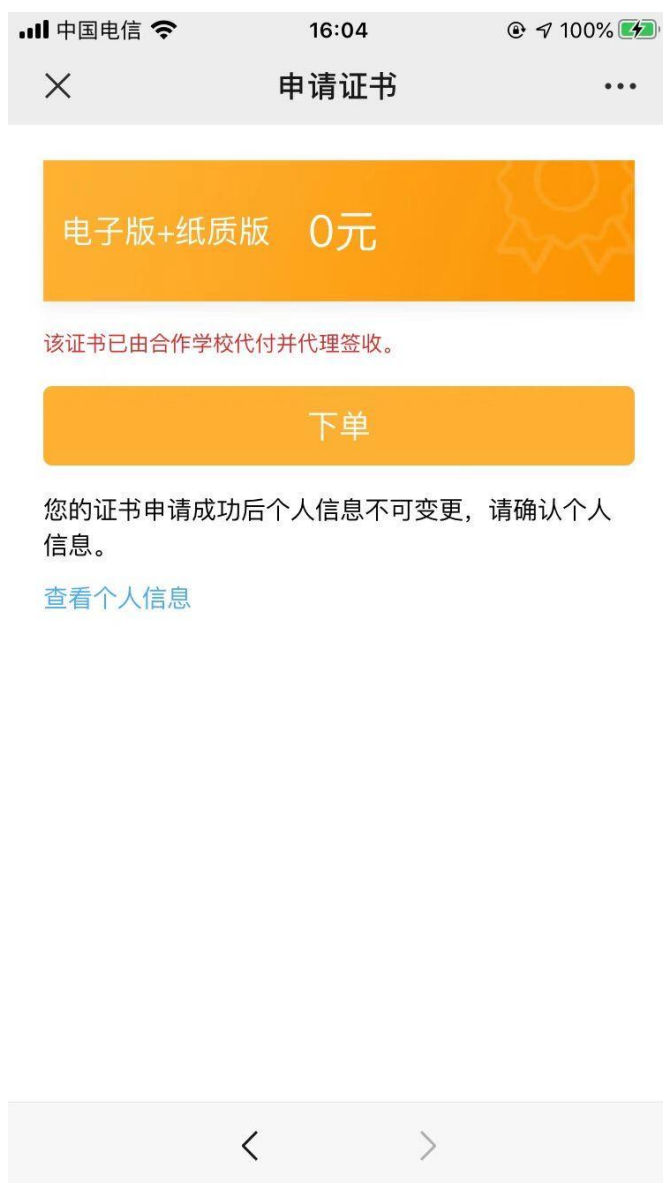 中国电信 16:04 100%
申请证书
电子版+纸质版 0元
该证书已由合作学校代付并代理签收。
下单
您的证书申请成功后个人信息不可变更，请确认个人
信息。
查看个人信息